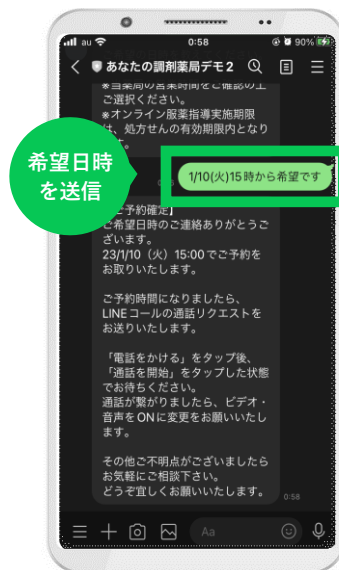 au
0:58
90%
あなたの調剤薬局デモ2
※当薬局の営業時間をご確認の上
ご選択ください。
※オンライン服薬指導実施期限
は、処方せんの有効期限内となり
。
希望日時
を送信
1/10(火)15時から希望です
ご予約確定】
ご希望日時のご連絡ありがとうご
ざいます。
23/1/10（火）15:00でご予約を
お取りいたします。
ご予約時間になりましたら、
LINEコールの通話リクエストを
お送りいたします。
「電話をかける」をタップ後、
「通話を開始」をタップした状態
でお待ちください。
通話が繋がりましたら、ビデオ・
音声をONに変更をお願いいたし
ます。
その他ご不明点がございましたら
お気軽にご相談下さい。
どうぞ宜しくお願いいたします。
0:58
Aa